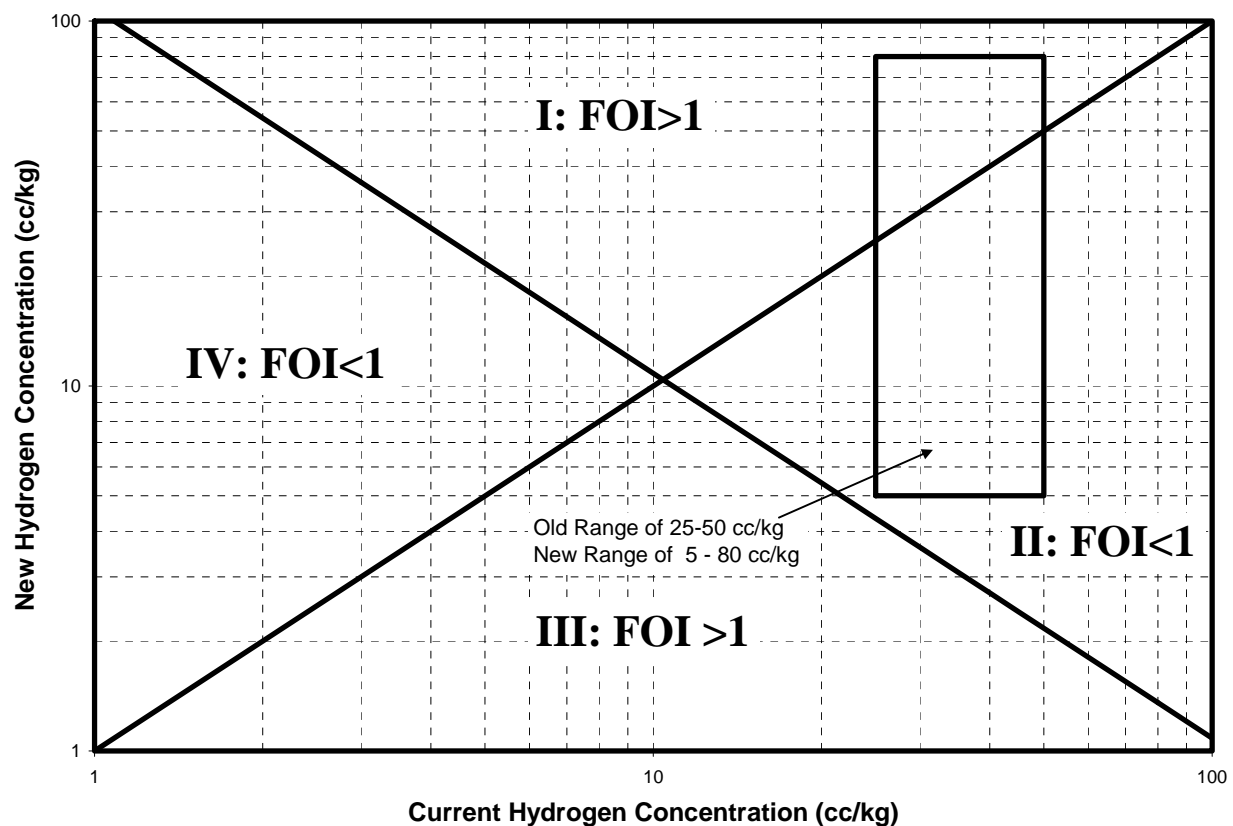 100
I: FOI>1
IV: FOI<1
10
Old Range of 25-50 cc/kg
New Range of  5 - 80 cc/kg
II: FOI<1
III: FOI >1
1
1
10
100
New Hydrogen Concentration (cc/kg)
Current Hydrogen Concentration (cc/kg)